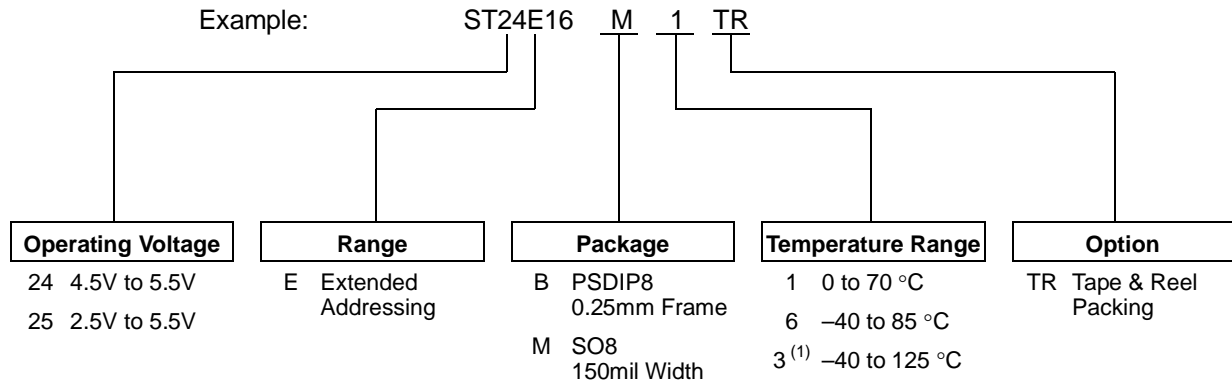 Example: ST24E16 M 1 TR
Operating Voltage
24 4.5V to 5.5V
25 2.5V to 5.5V
Range
E Extended
Addressing
Package
B PSDIP8
0.25mm Frame
M SO8
150mil Width
Temperature Range
1 0 to 70 °C
6 –40 to 85 °C
3 (1) –40 to 125 °C
Option
TR Tape & Reel
Packing